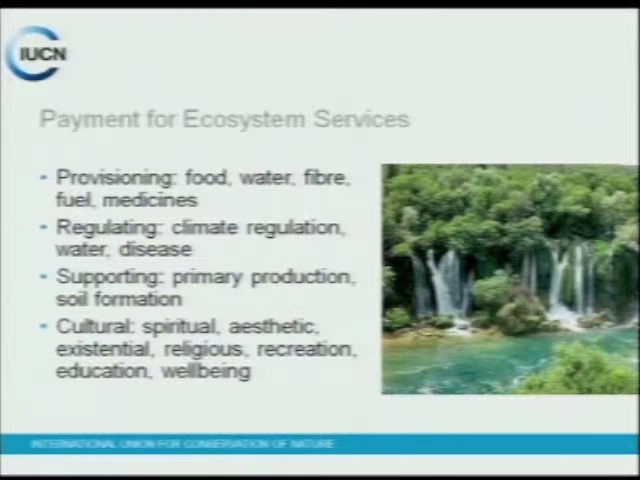 IUCN
Payment for Ecosystem Services
- Provisioning: food, water, fibre,
fuel, medicines
- Regulating: climate regulation,
water, disease
- Supporting: primary production,
soil formation
- Cultural: spiritual, aesthetic,
existential, religious, recreation,
education, wellbeing
INTERNATIONAL UNION FOR CONSERVATION OF NATURE